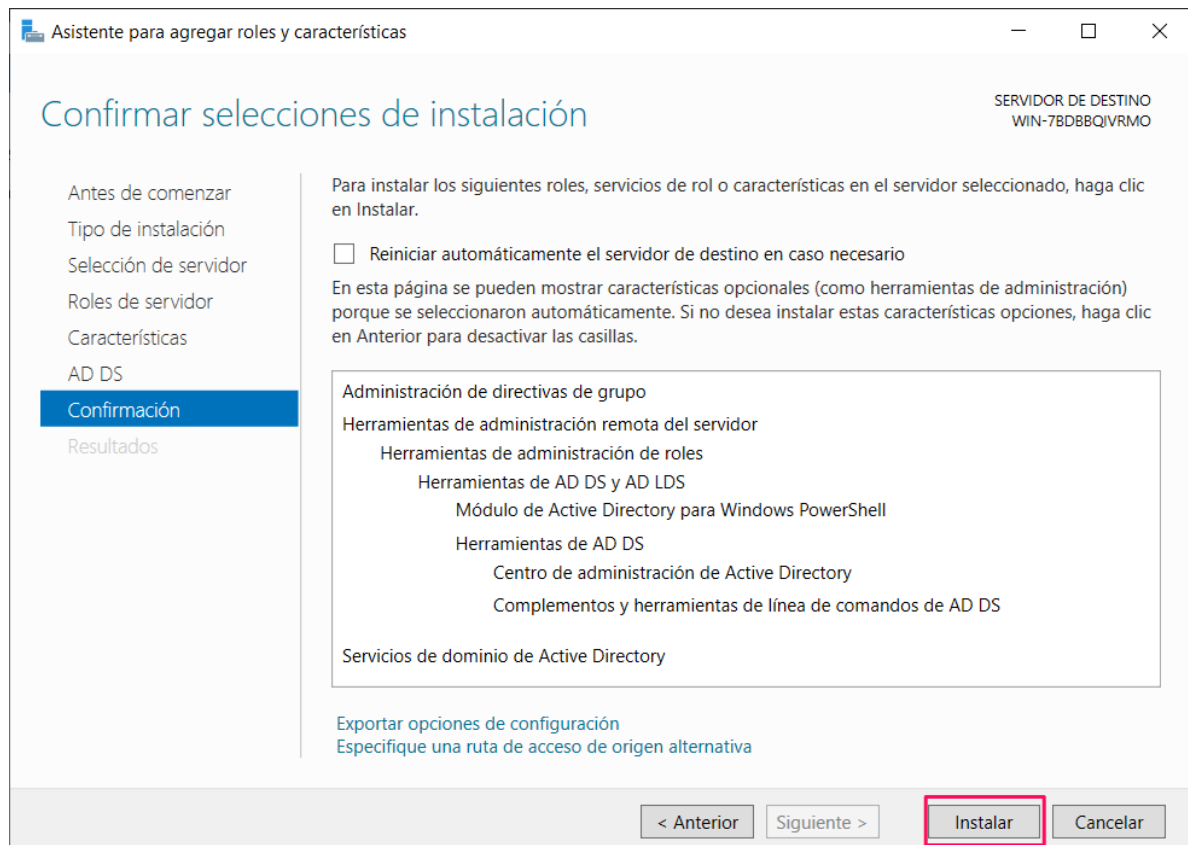 Asistente para agregar roles y características
Confirmar selecciones de instalación
SERVIDOR DE DESTINO
WIN-7BDBBQIVRMO
Antes de comenzar
Tipo de instalación
Selección de servidor
Roles de servidor
Características
AD DS
Confirmación
Resultados
Para instalar los siguientes roles, servicios de rol o características en el servidor seleccionado, haga clic
en Instalar.
Reiniciar automáticamente el servidor de destino en caso necesario
En esta página se pueden mostrar características opcionales (como herramientas de administración)
porque se seleccionaron automáticamente. Si no desea instalar estas características opciones, haga clic
en Anterior para desactivar las casillas.
Administración de directivas de grupo
Herramientas de administración remota del servidor
Herramientas de administración de roles
Herramientas de AD DS y AD LDS
Módulo de Active Directory para Windows PowerShell
Herramientas de AD DS
Centro de administración de Active Directory
Complementos y herramientas de línea de comandos de AD DS
Servicios de dominio de Active Directory
Exportar opciones de configuración
Especifique una ruta de acceso de origen alternativa
< Anterior
Siguiente >
Instalar
Cancelar